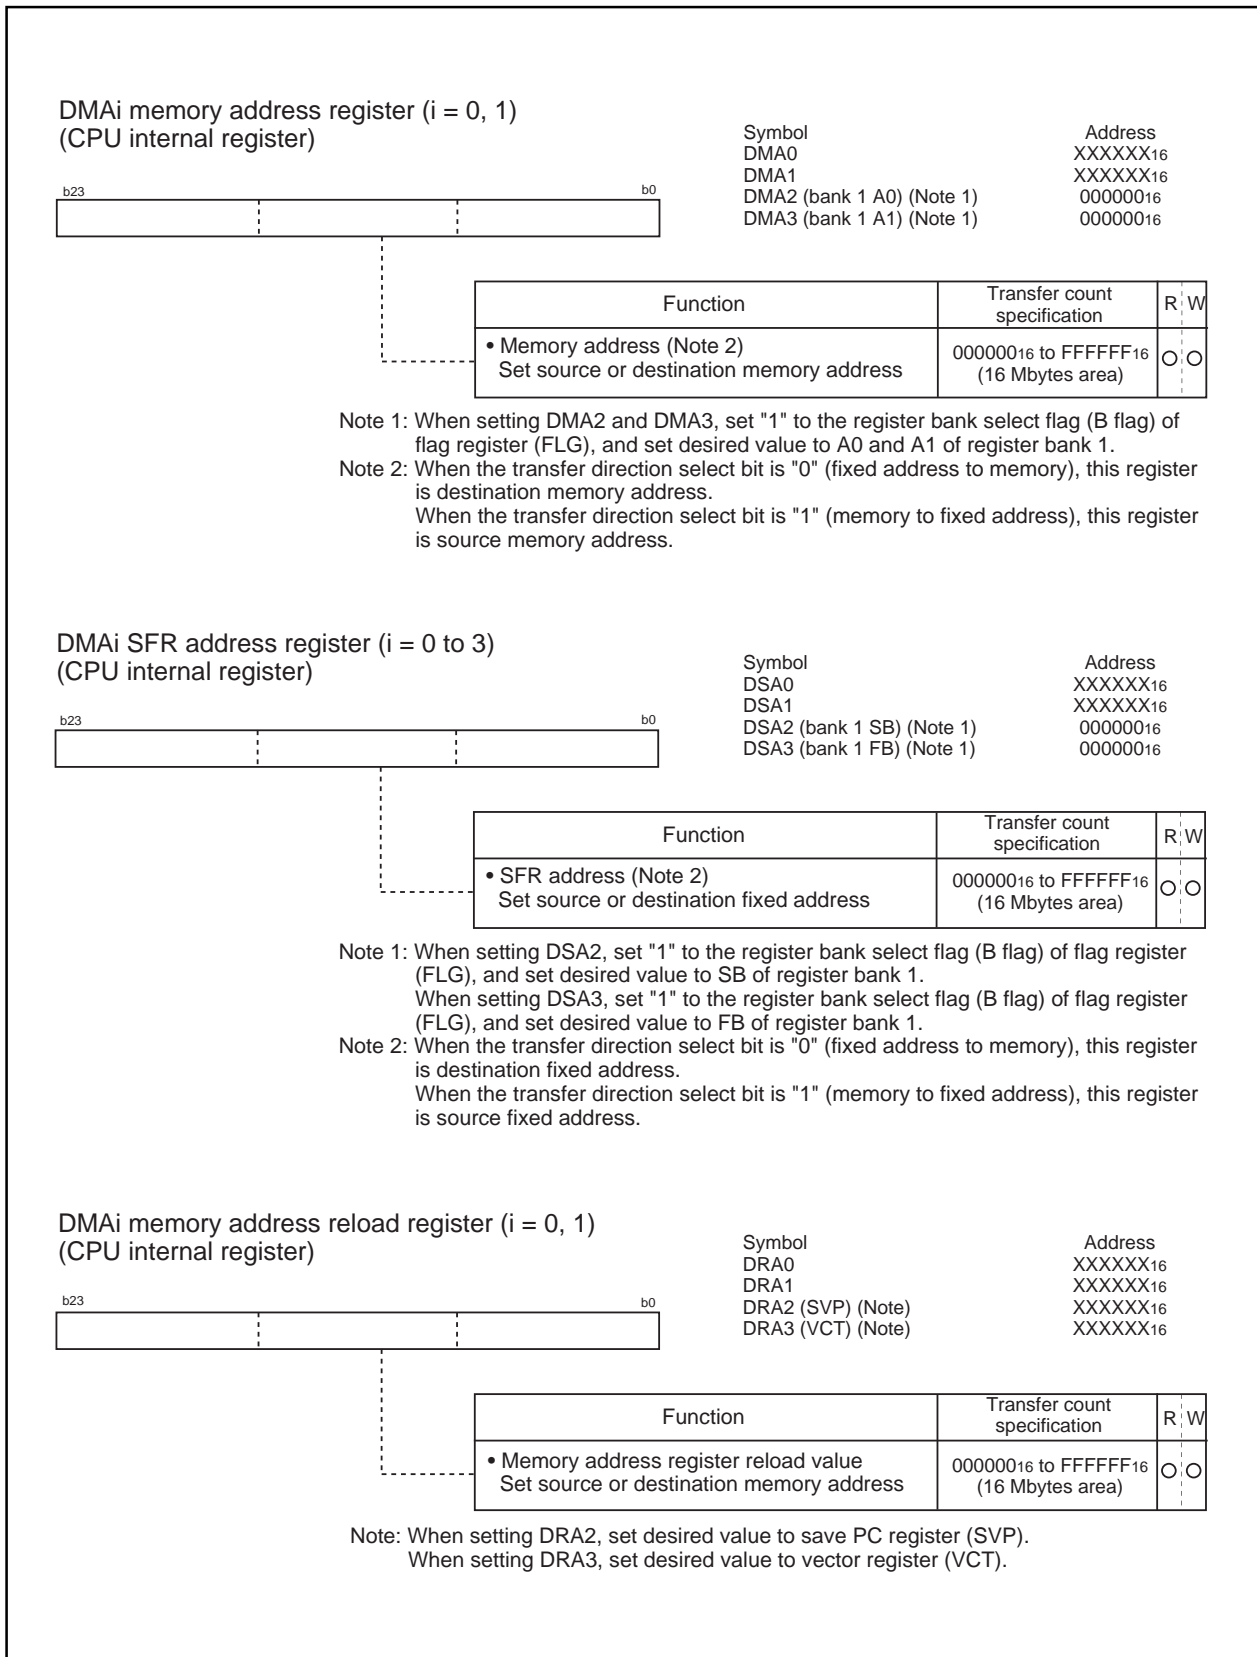 DMAi memory address register (i = 0, 1)
(CPU internal register)
Symbol Address
DMA0 XXXXXX16
DMA1 XXXXXX16
DMA2 (bank 1 A0) (Note 1) 00000016
DMA3 (bank 1 A1) (Note 1) 00000016
b23 b0
Function Transfer count specification R W
• Memory address (Note 2) 00000016 to FFFFFF16
Set source or destination memory address (16 Mbytes area)
Note 1: When setting DMA2 and DMA3, set "1" to the register bank select flag (B flag) of
flag register (FLG), and set desired value to A0 and A1 of register bank 1.
Note 2: When the transfer direction select bit is "0" (fixed address to memory), this register
is destination memory address.
When the transfer direction select bit is "1" (memory to fixed address), this register
is source memory address.
DMAi SFR address register (i = 0 to 3)
(CPU internal register)
Symbol Address
DSA0 XXXXXX16
DSA1 XXXXXX16
DSA2 (bank 1 SB) (Note 1) 00000016
DSA3 (bank 1 FB) (Note 1) 00000016
b23 b0
Function Transfer count specification R W
• SFR address (Note 2) 00000016 to FFFFFF16
Set source or destination fixed address (16 Mbytes area)
Note 1: When setting DSA2, set "1" to the register bank select flag (B flag) of flag register
(FLG), and set desired value to SB of register bank 1.
When setting DSA3, set "1" to the register bank select flag (B flag) of flag register
(FLG), and set desired value to FB of register bank 1.
Note 2: When the transfer direction select bit is "0" (fixed address to memory), this register
is destination fixed address.
When the transfer direction select bit is "1" (memory to fixed address), this register
is source fixed address.
DMAi memory address reload register (i = 0, 1)
(CPU internal register)
Symbol Address
DRA0 XXXXXX16
DRA1 XXXXXX16
DRA2 (SVP) (Note) XXXXXX16
DRA3 (VCT) (Note) XXXXXX16
b23 b0
Function Transfer count specification R W
• Memory address register reload value 00000016 to FFFFFF16
Set source or destination memory address (16 Mbytes area)
Note: When setting DRA2, set desired value to save PC register (SVP).
When setting DRA3, set desired value to vector register (VCT).